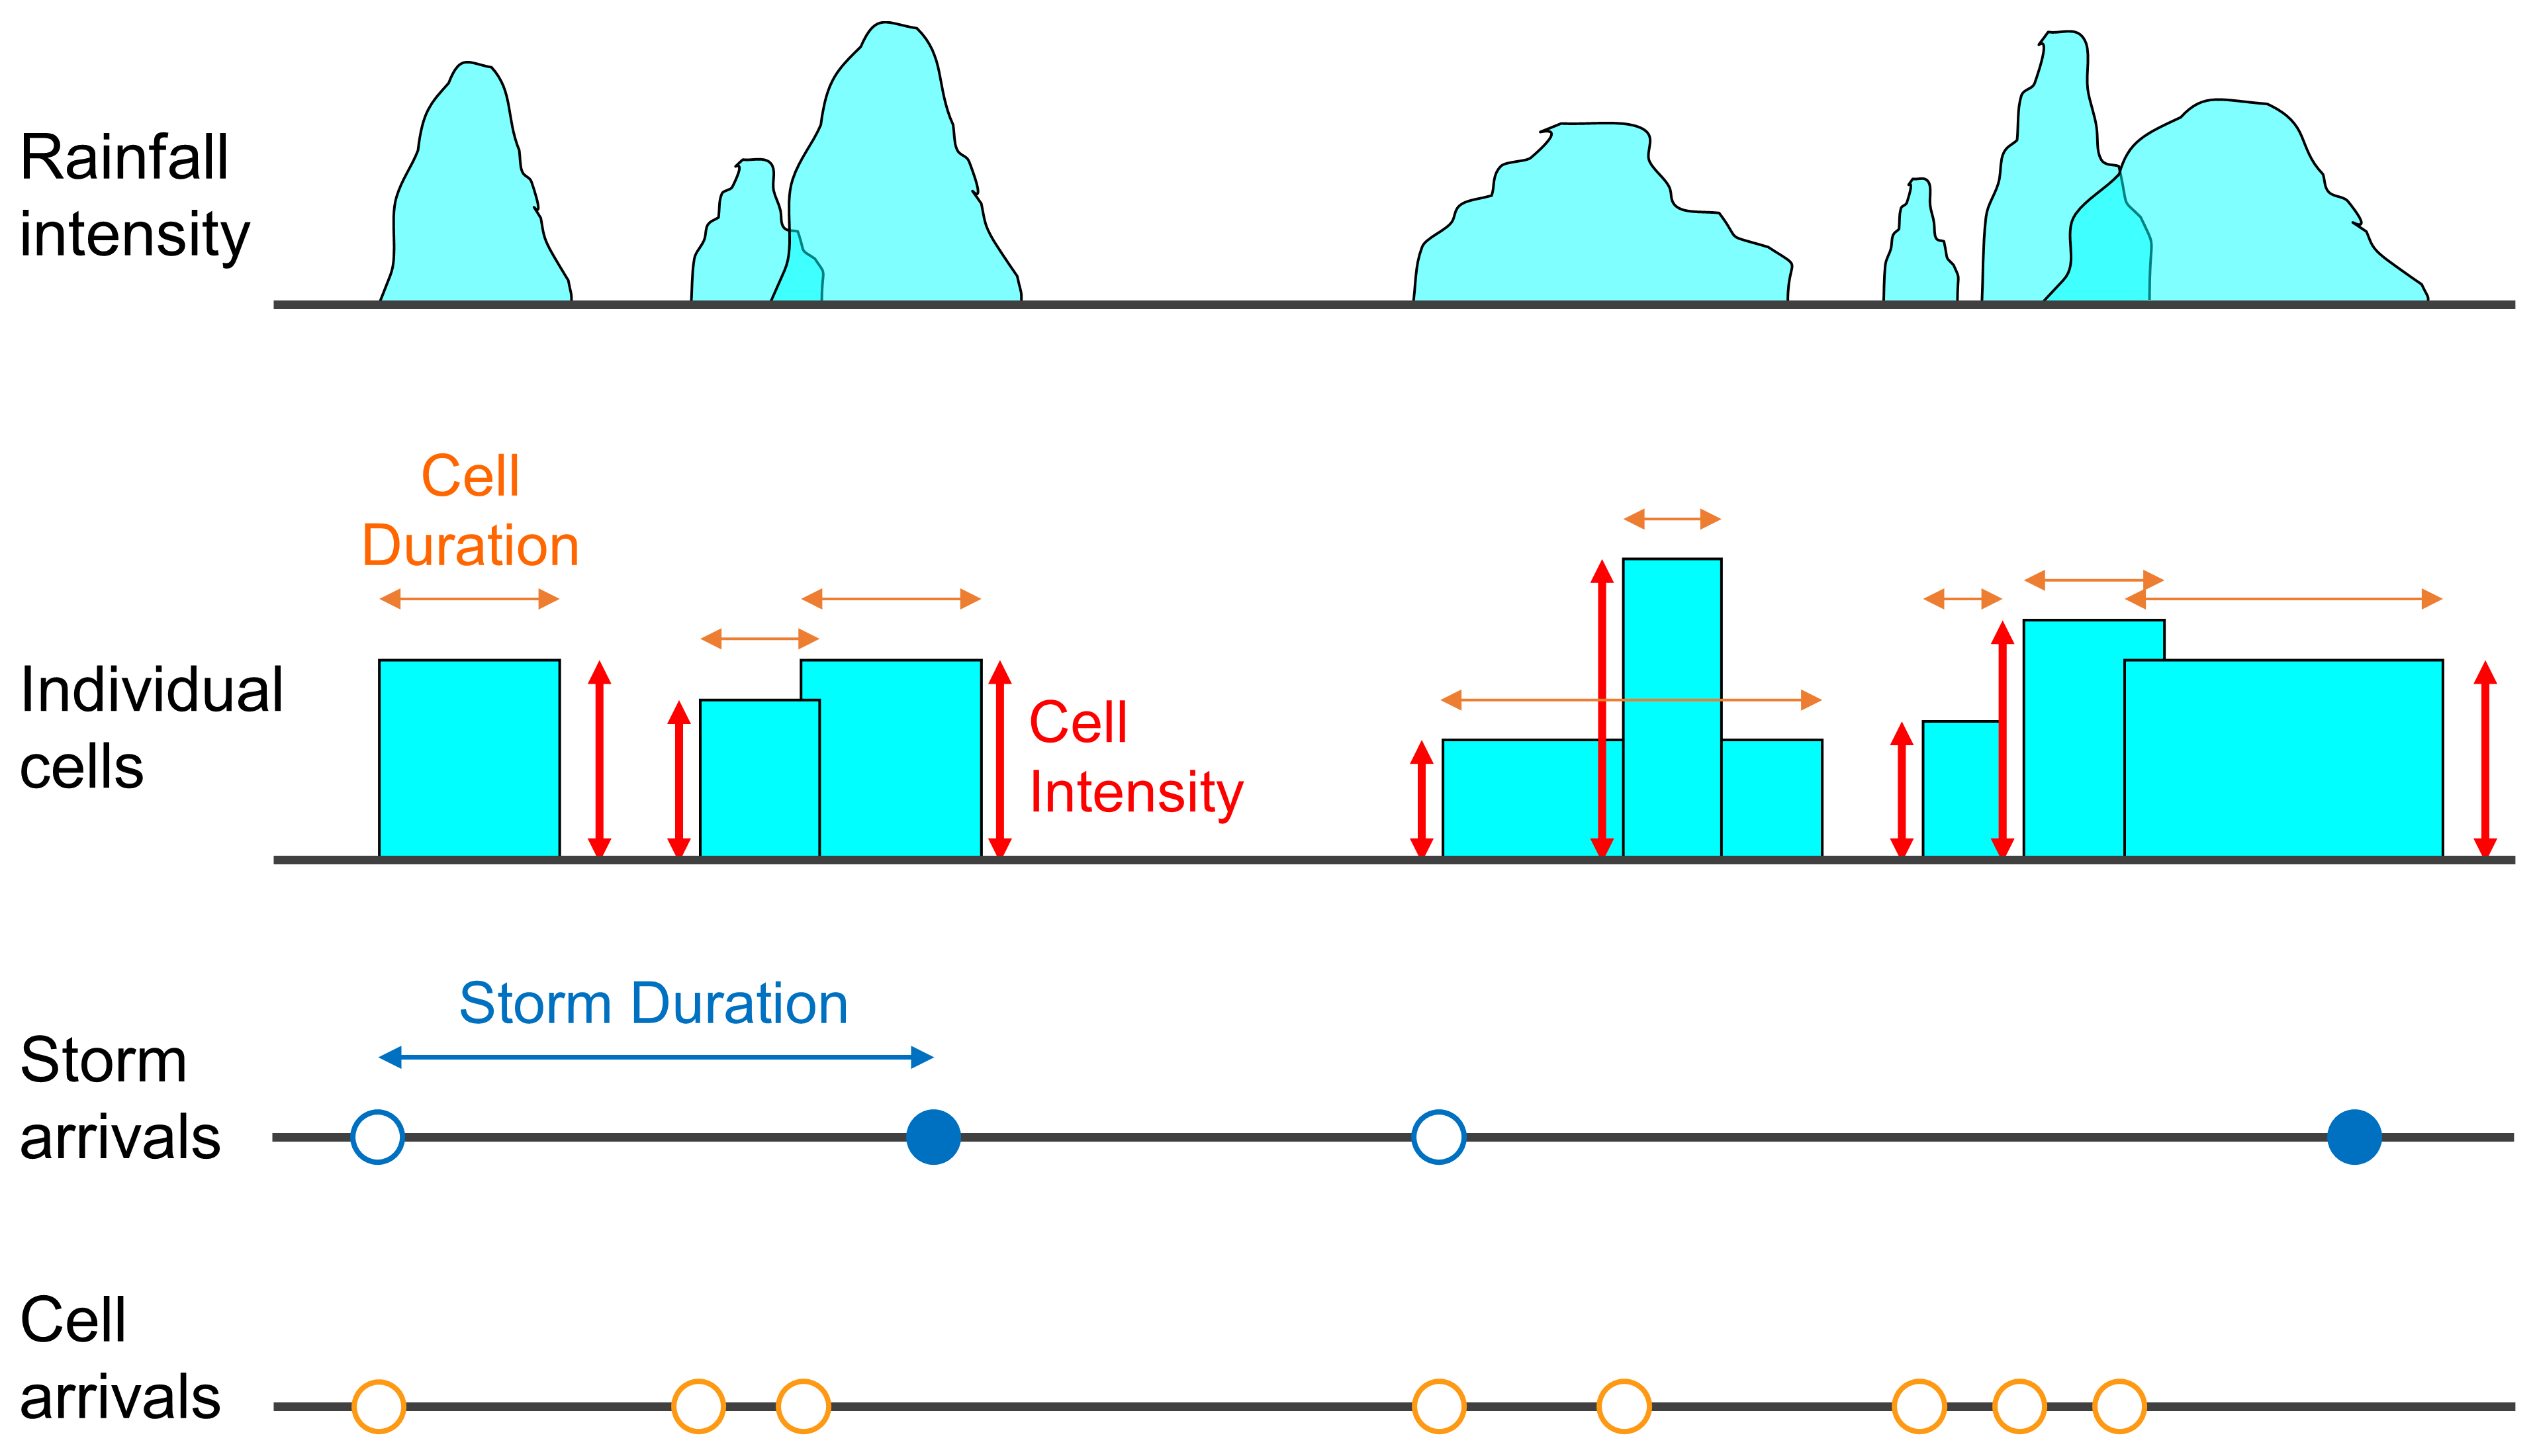 Rainfall
intensity
Cell
Duration
Individual
cells
Cell
Intensity
Storm Duration
Storm
arrivals
Cell
arrivals